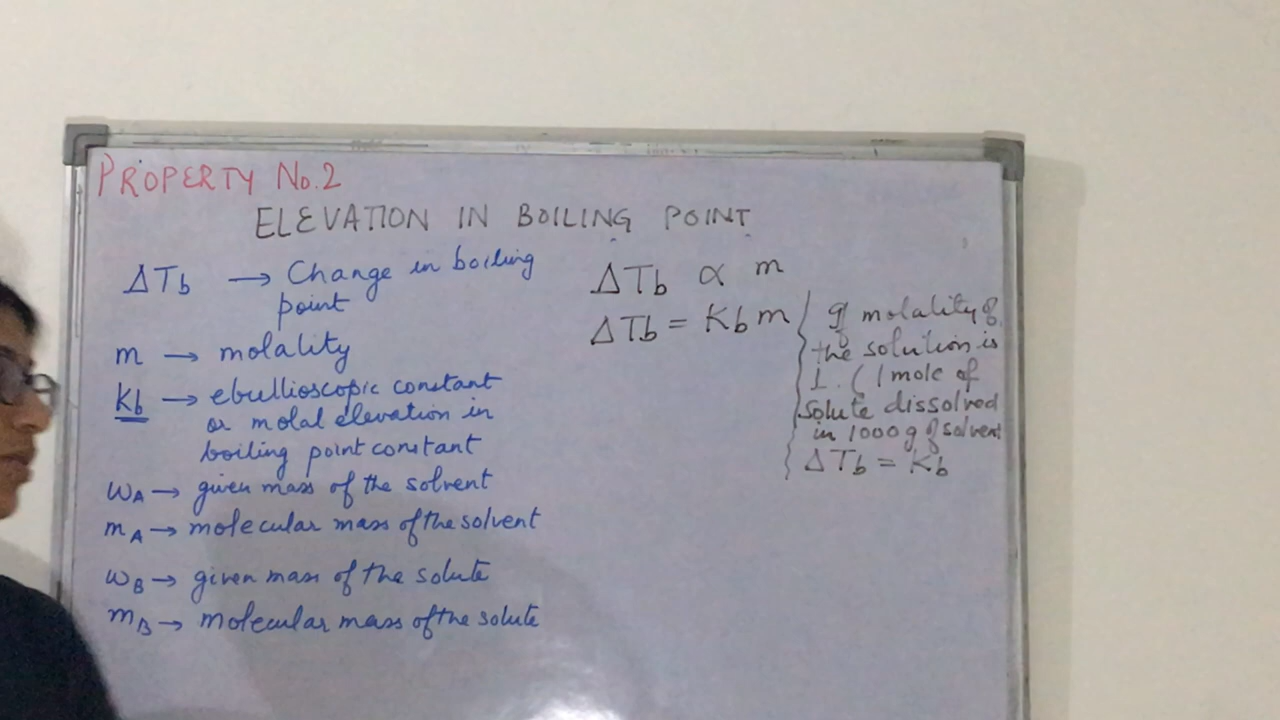 PROPERTY No.2
ELEVATION IN BOILING POINT
ΔTb → Change in boiling
point
m → molality
Kb → ebullioscopic constant
or molal elevation in
boiling point constant
wA → given mass of the solvent
mA → molecular mass of the solvent
wB → given mass of the solute
mB → molecular mass of the solute
ΔTb ∝ m
ΔTb = Kb m
If molality of
the solution is
1. ( 1 mole of
solute dissolved
in 1000g of solvent
ΔTb = Kb